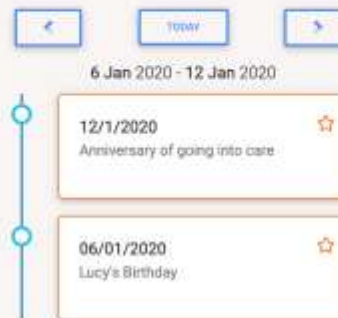 TODAY
6 Jan 2020 - 12 Jan 2020
12/1/2020
Anniversary of going into care
06/01/2020
Lucy's Birthday